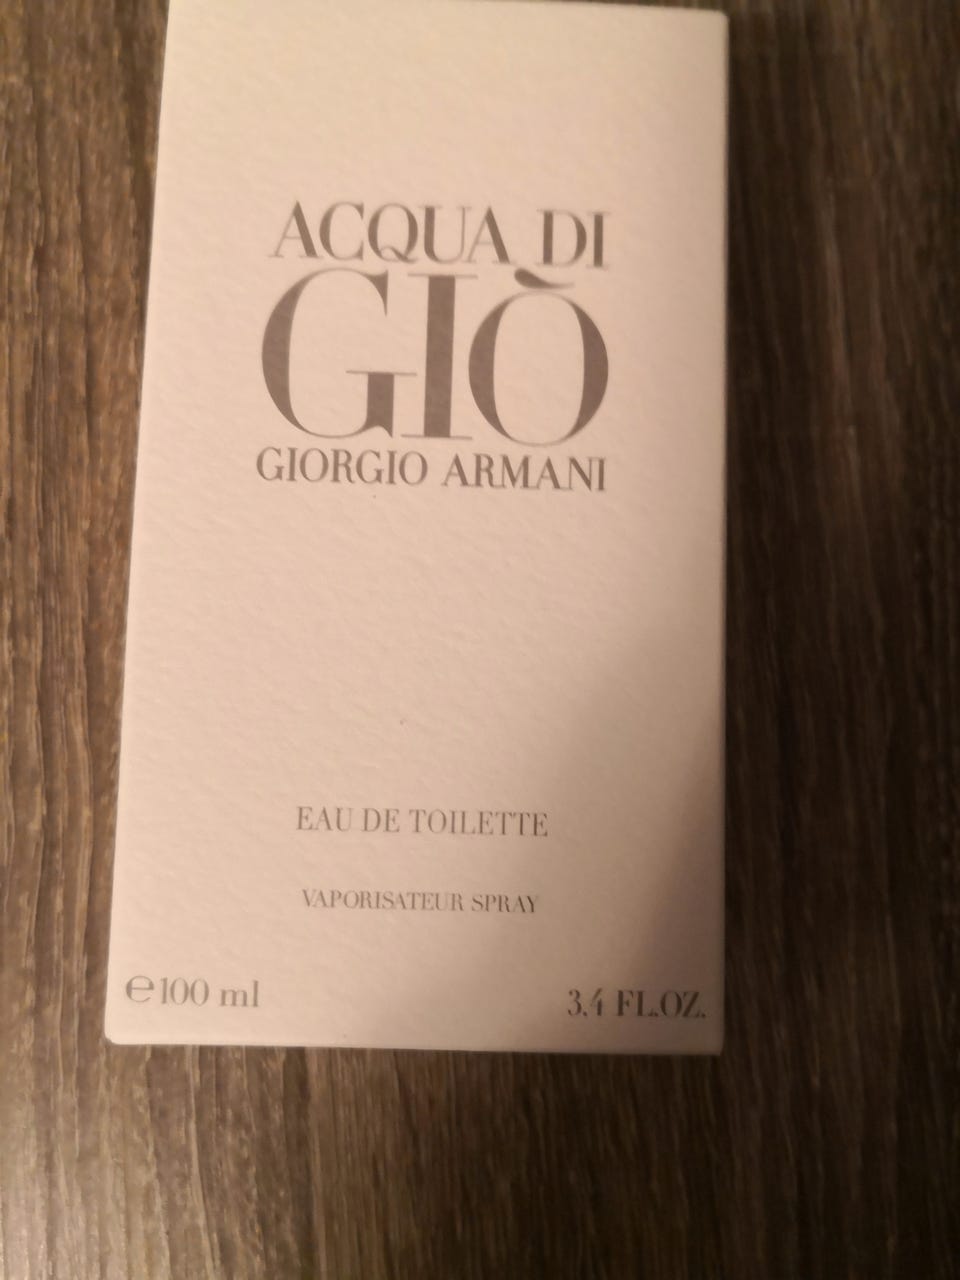 ACQUA DI
GIÒ
GIORGIO ARMANI
EAU DE TOILETTE
VAPORISATEUR SPRAY
℮100 ml 3.4 FL.OZ.